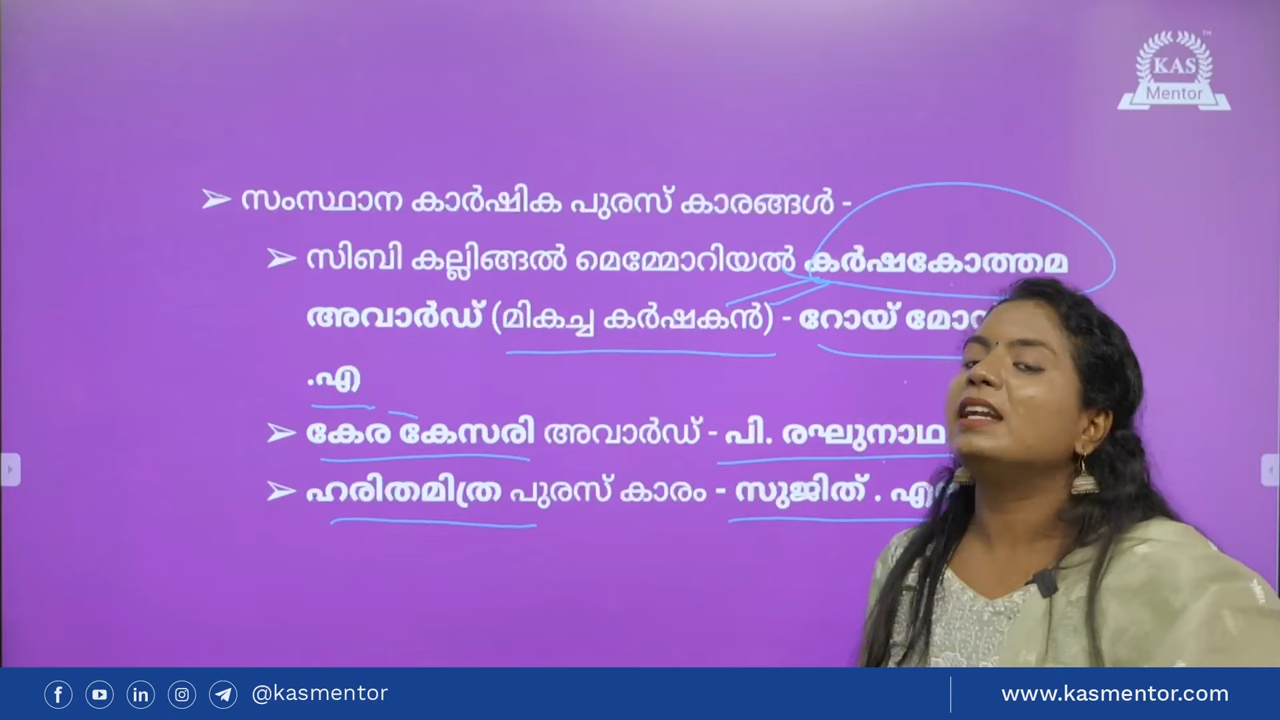 KAS
Mentor
TM
➢ സംസ്ഥാന കാർഷിക പുരസ് കാരങ്ങൾ -
➢ സിബി കല്ലിങ്ങൽ മെമ്മോറിയൽ കർഷകോത്തമ
അവാർഡ് (മികച്ച കർഷകൻ) - റോയ്
.എ
➢ കേര കേസരി അവാർഡ് - പി.
➢ ഹരിതമിത്ര പുരസ് കാരം - സുജിത് .
@kasmentor
www.kasmentor.com